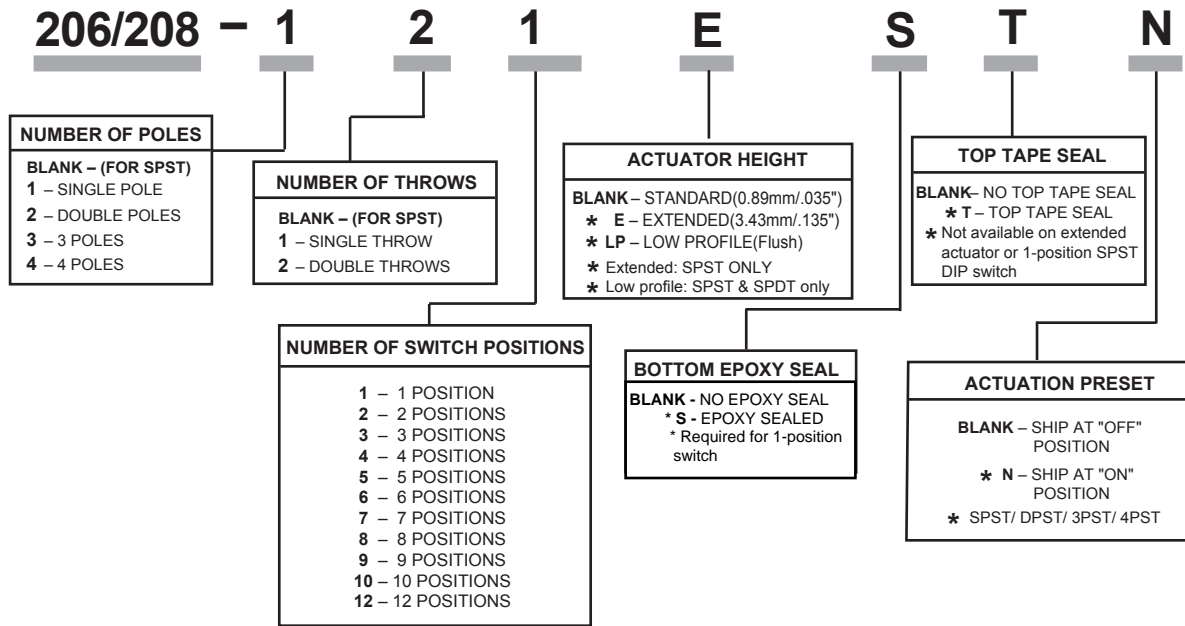 206/208 – 1 2 1 E S T N
NUMBER OF POLES
BLANK – (FOR SPST)
1 – SINGLE POLE
2 – DOUBLE POLES
3 – 3 POLES
4 – 4 POLES
NUMBER OF THROWS
BLANK – (FOR SPST)
1 – SINGLE THROW
2 – DOUBLE THROWS
NUMBER OF SWITCH POSITIONS
1 – 1 POSITION
2 – 2 POSITIONS
3 – 3 POSITIONS
4 – 4 POSITIONS
5 – 5 POSITIONS
6 – 6 POSITIONS
7 – 7 POSITIONS
8 – 8 POSITIONS
9 – 9 POSITIONS
10 – 10 POSITIONS
12 – 12 POSITIONS
ACTUATOR HEIGHT
BLANK – STANDARD(0.89mm/.035")
* E – EXTENDED(3.43mm/.135")
* LP – LOW PROFILE(Flush)
* Extended: SPST ONLY
* Low profile: SPST & SPDT only
BOTTOM EPOXY SEAL
BLANK - NO EPOXY SEAL
* S - EPOXY SEALED
* Required for 1-position
switch
TOP TAPE SEAL
BLANK– NO TOP TAPE SEAL
* T – TOP TAPE SEAL
* Not available on extended
actuator or 1-position SPST
DIP switch
ACTUATION PRESET
BLANK – SHIP AT "OFF"
POSITION
* N – SHIP AT "ON"
POSITION
* SPST/ DPST/ 3PST/ 4PST